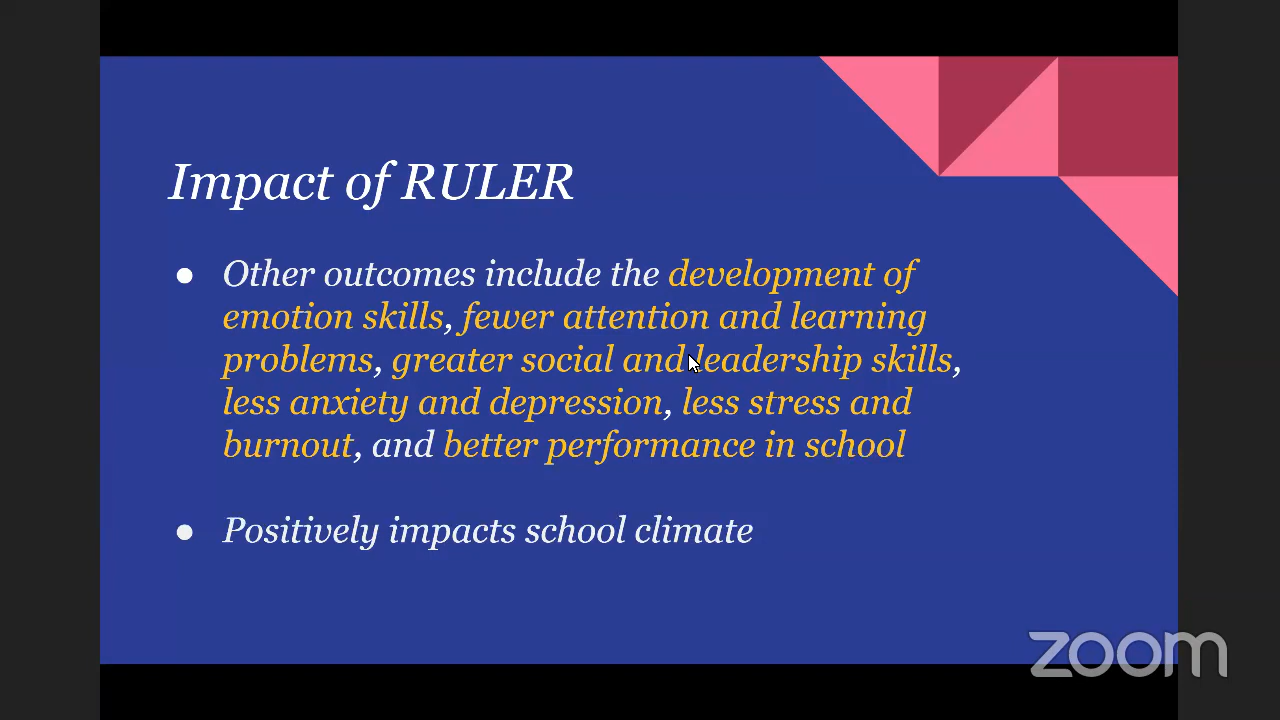 Impact of RULER
● Other outcomes include the development of
emotion skills, fewer attention and learning
problems, greater social and leadership skills,
less anxiety and depression, less stress and
burnout, and better performance in school
● Positively impacts school climate
zoom